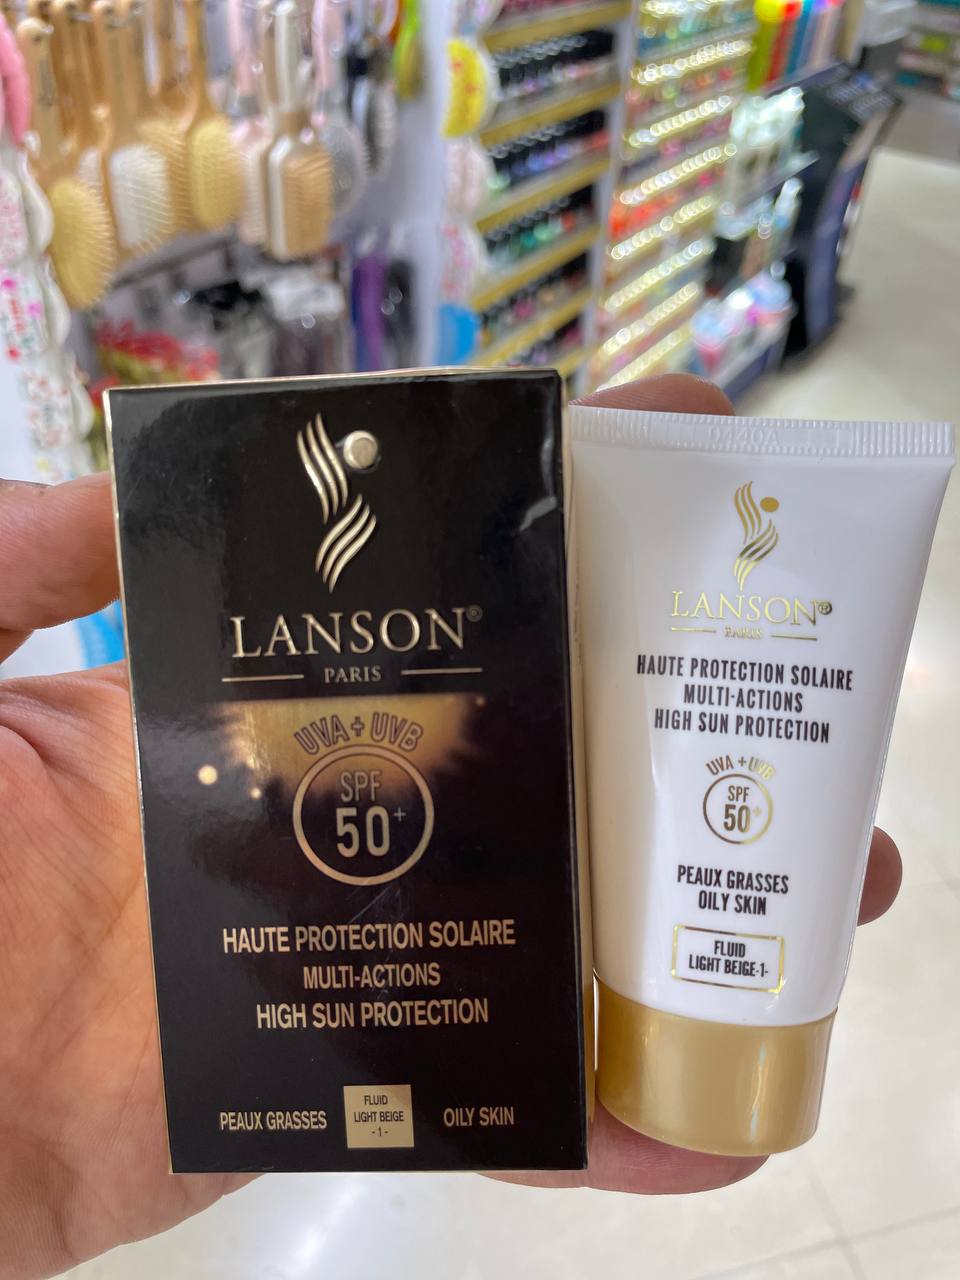 LANSON®
PARIS
UVA + UVB
SPF
50+
HAUTE PROTECTION SOLAIRE
MULTI-ACTIONS
HIGH SUN PROTECTION
PEAUX GRASSES
FLUID
LIGHT BEIGE
-1-
OILY SKIN
0430A
LANSON®
PARIS
HAUTE PROTECTION SOLAIRE
MULTI-ACTIONS
HIGH SUN PROTECTION
UVA + UVB
SPF
50+
PEAUX GRASSES
OILY SKIN
FLUID
LIGHT BEIGE-1-